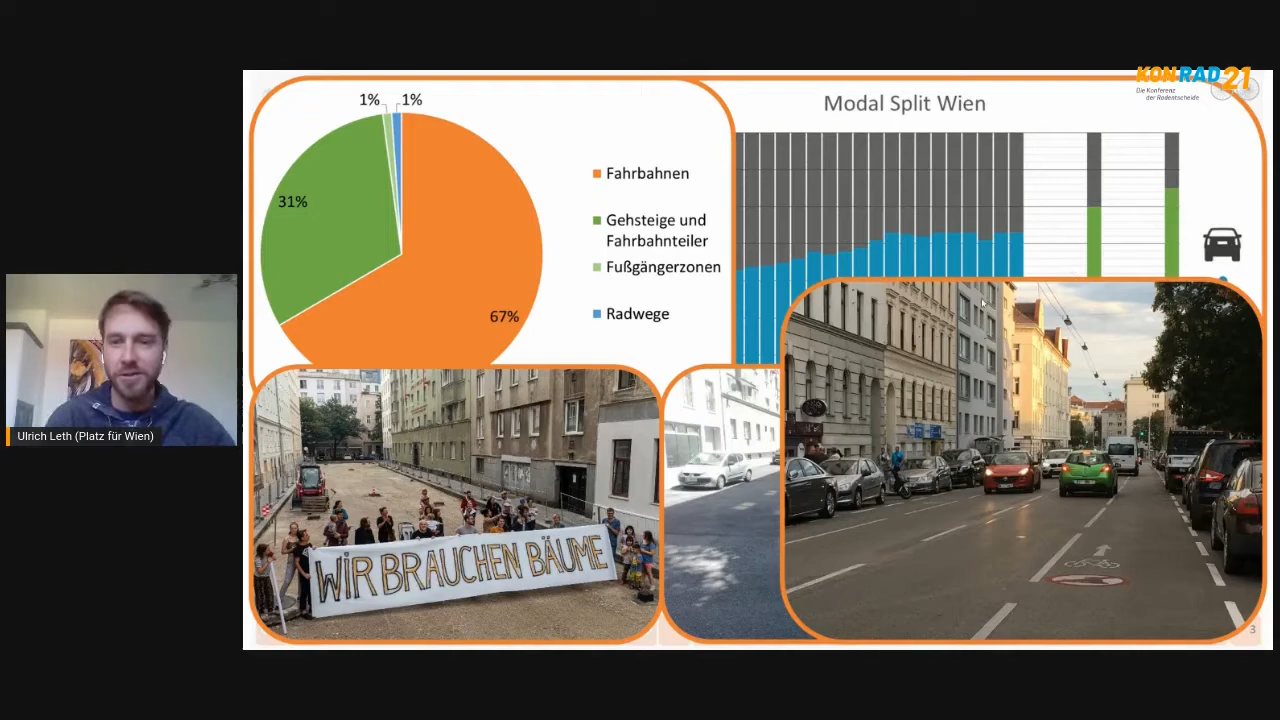 KONRAD21
Die Konferenz
der Radentscheide
Modal Split Wien
1%
1%
31%
67%
Fahrbahnen
Gehsteige und
Fahrbahnteiler
Fußgängerzonen
Radwege
Ulrich Leth (Platz für Wien)
WIR BRAUCHEN BÄUME
3